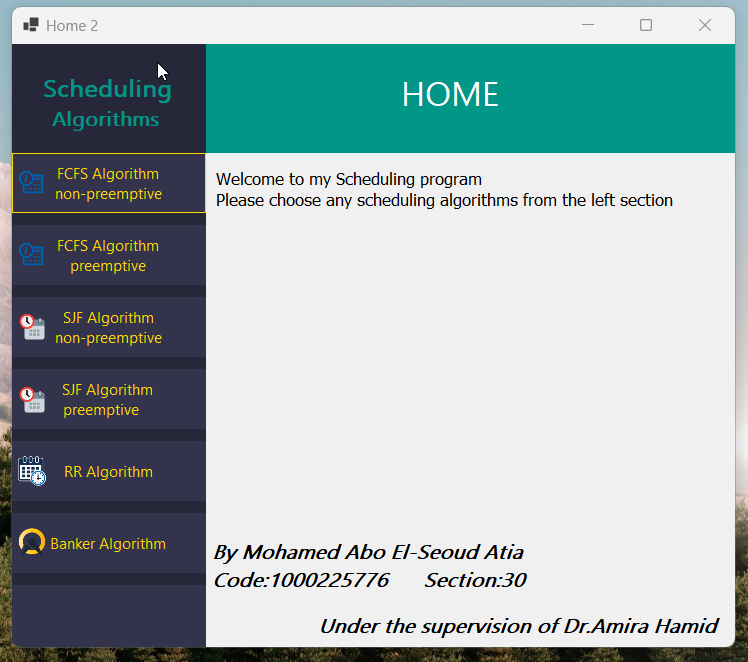 Home 2
Scheduling
Algorithms
HOME
FCFS Algorithm
non-preemptive
FCFS Algorithm
preemptive
SJF Algorithm
non-preemptive
SJF Algorithm
preemptive
RR Algorithm
Banker Algorithm
Welcome to my Scheduling program
Please choose any scheduling algorithms from the left section
By Mohamed Abo El-Seoud Atia
Code:1000225776 Section:30
Under the supervision of Dr.Amira Hamid